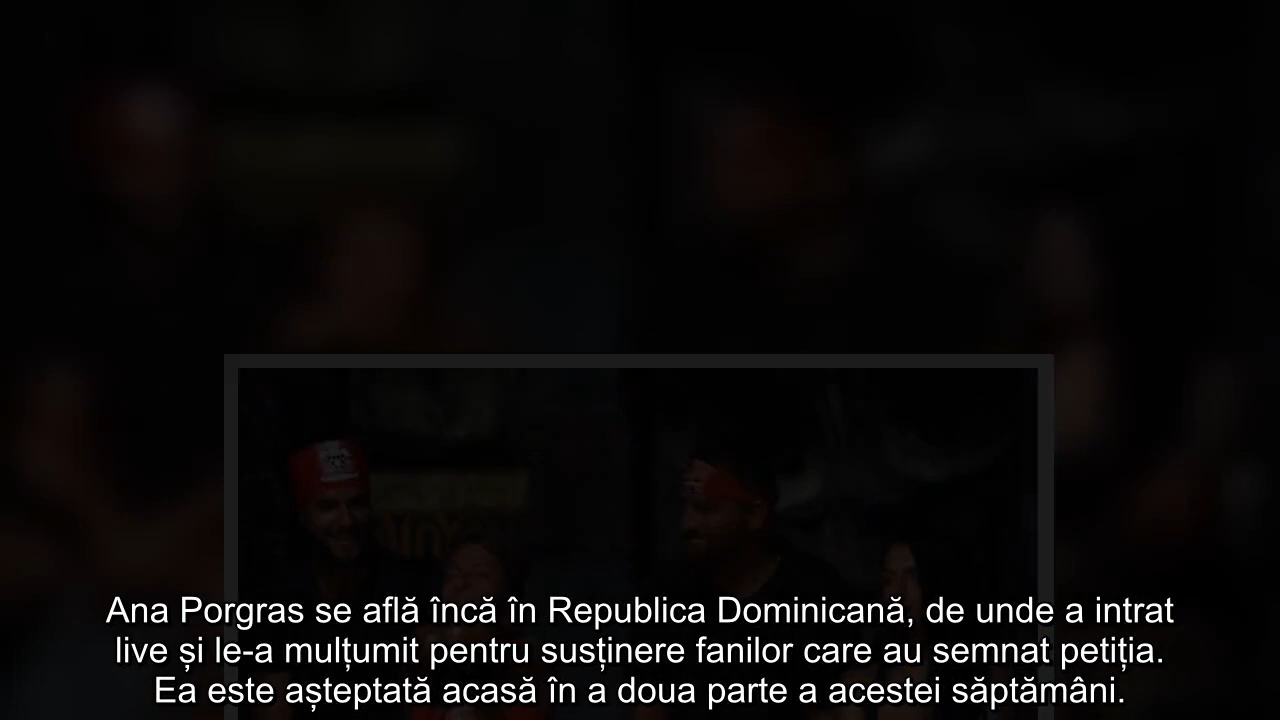 Ana Porgras se află încă în Republica Dominicană, de unde a intrat
live și le-a mulțumit pentru susținere fanilor care au semnat petiția.
Ea este așteptată acasă în a doua parte a acestei săptămâni.